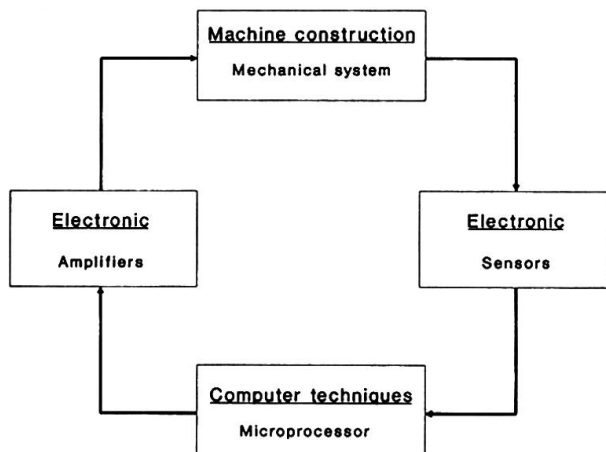 Machine construction
Mechanical system
Electronic
Amplifiers
Electronic
Sensors
Computer techniques
Microprocessor